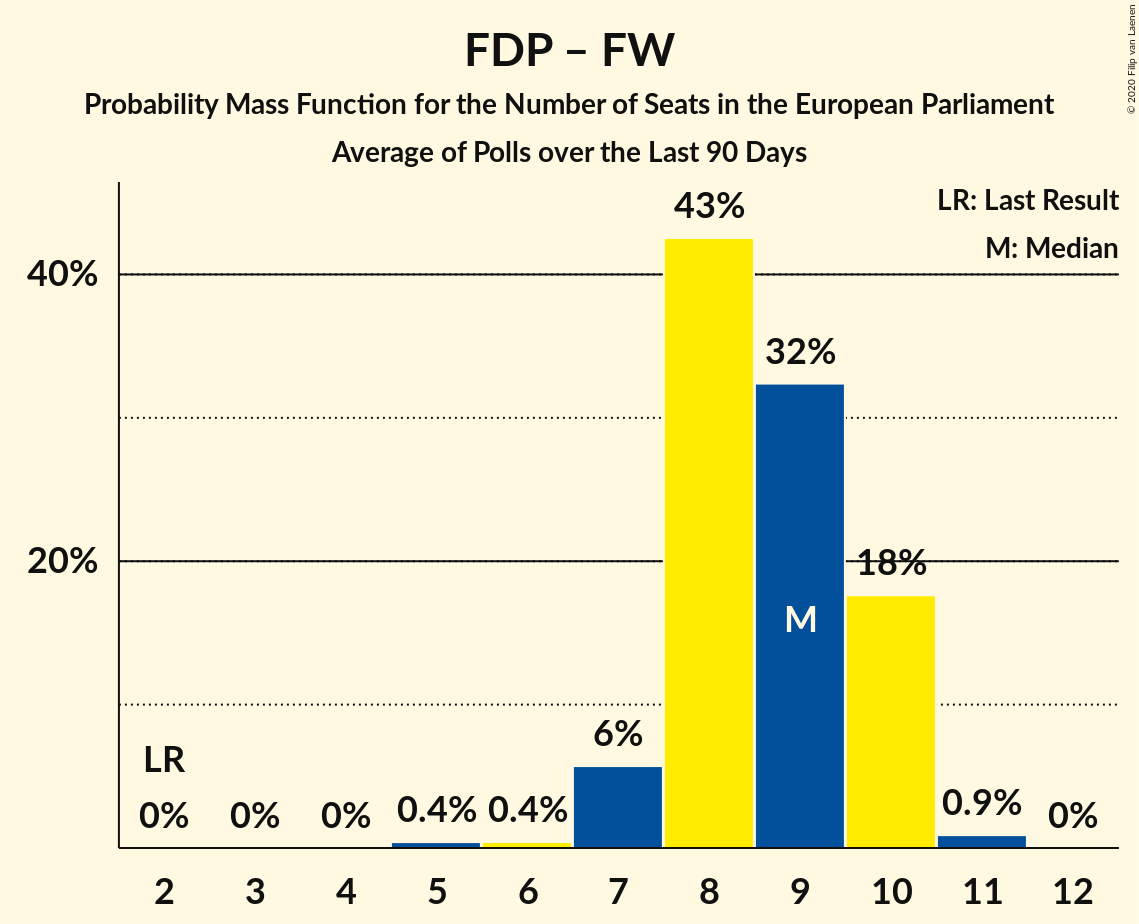 FDP – FW
Probability Mass Function for the Number of Seats in the European Parliament
Average of Polls over the Last 90 Days
© 2020 Filip van Laenen
LR: Last Result
M: Median
43%
40%
32%
20%
18%
M
6%
LR
0% 0% 0% 0.4% 0.4% 0.9% 0%
2 3 4 5 6 7 8 9 10 11 12